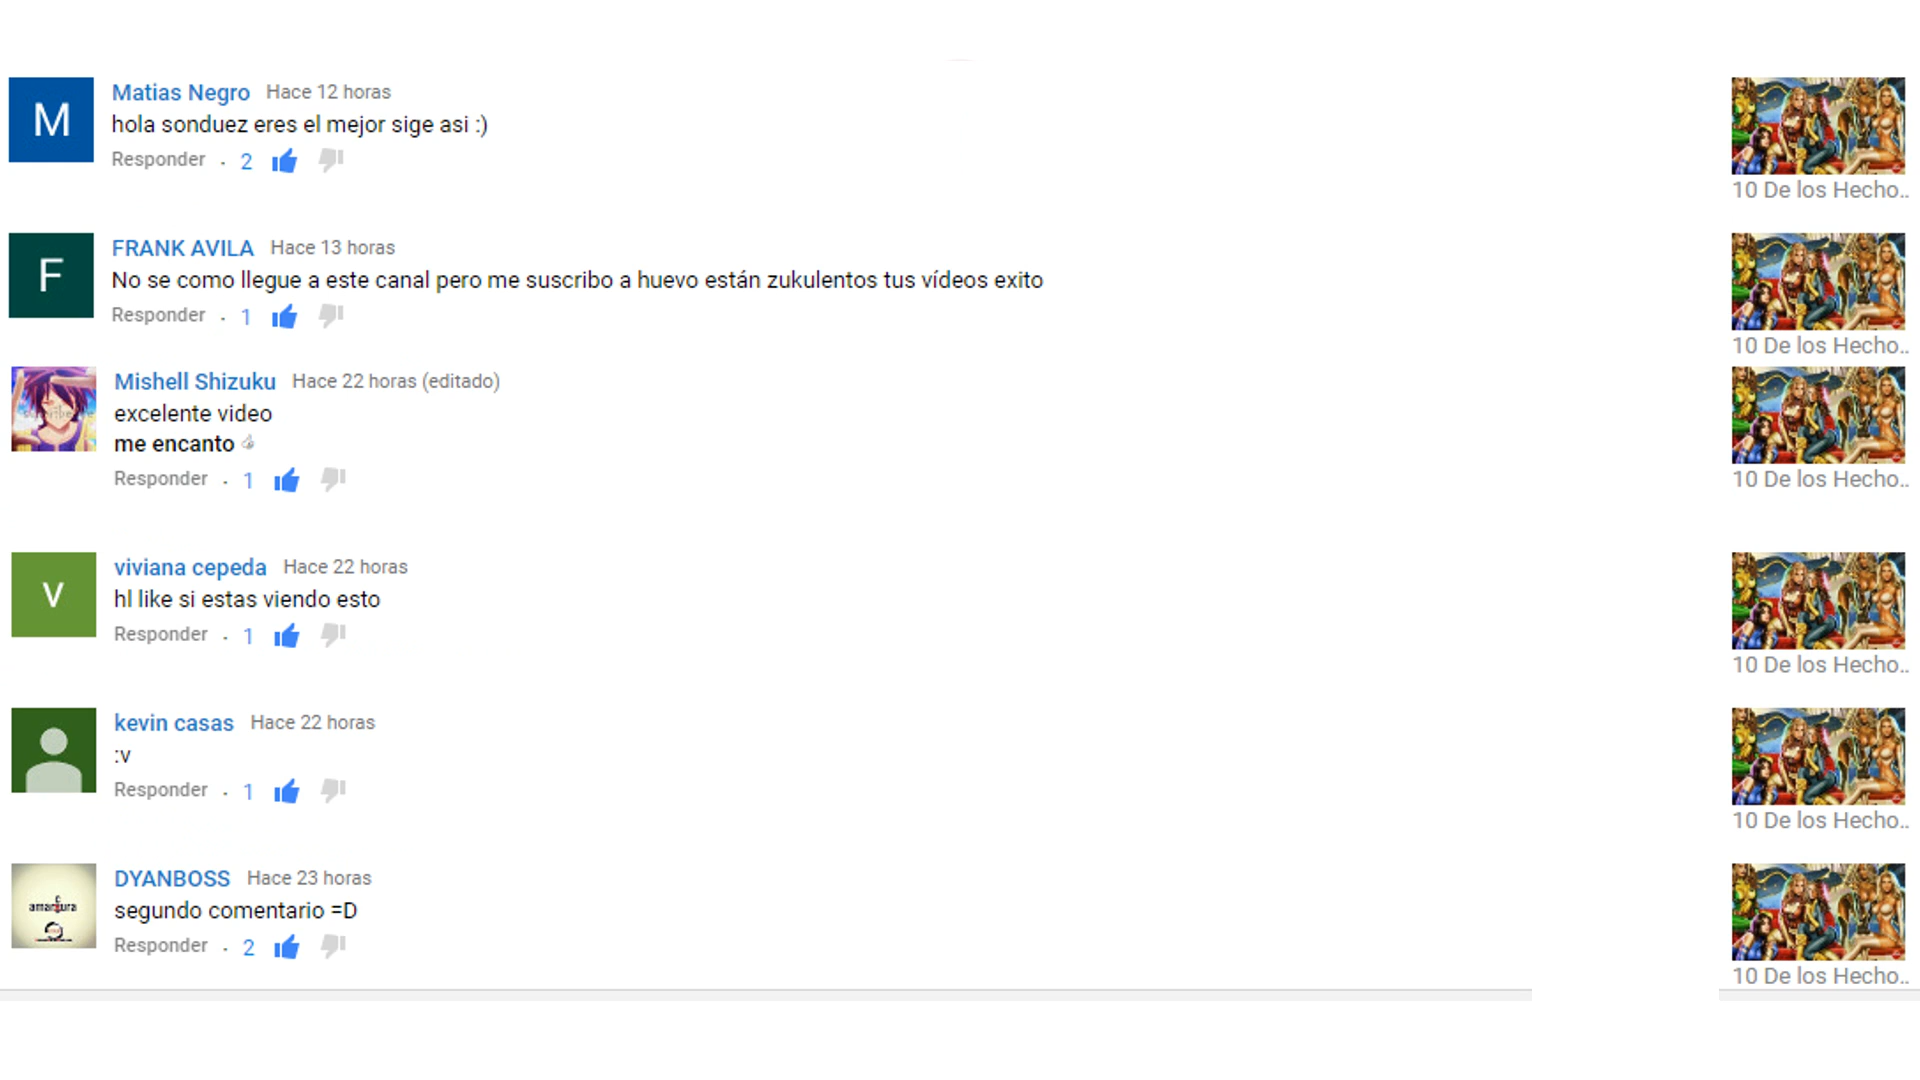 M
Matias Negro Hace 12 horas
hola sonduez eres el mejor sige asi :)
Responder . 2
10 De los Hecho..
F
FRANK AVILA Hace 13 horas
No se como llegue a este canal pero me suscribo a huevo están zukulentos tus vídeos exito
Responder . 1
10 De los Hecho..
Mishell Shizuku Hace 22 horas (editado)
excelente video
me encanto
Responder . 1
10 De los Hecho..
v
viviana cepeda Hace 22 horas
hl like si estas viendo esto
Responder . 1
10 De los Hecho..
kevin casas Hace 22 horas
:v
Responder . 1
10 De los Hecho..
DYANBOSS Hace 23 horas
segundo comentario =D
Responder . 2
10 De los Hecho..